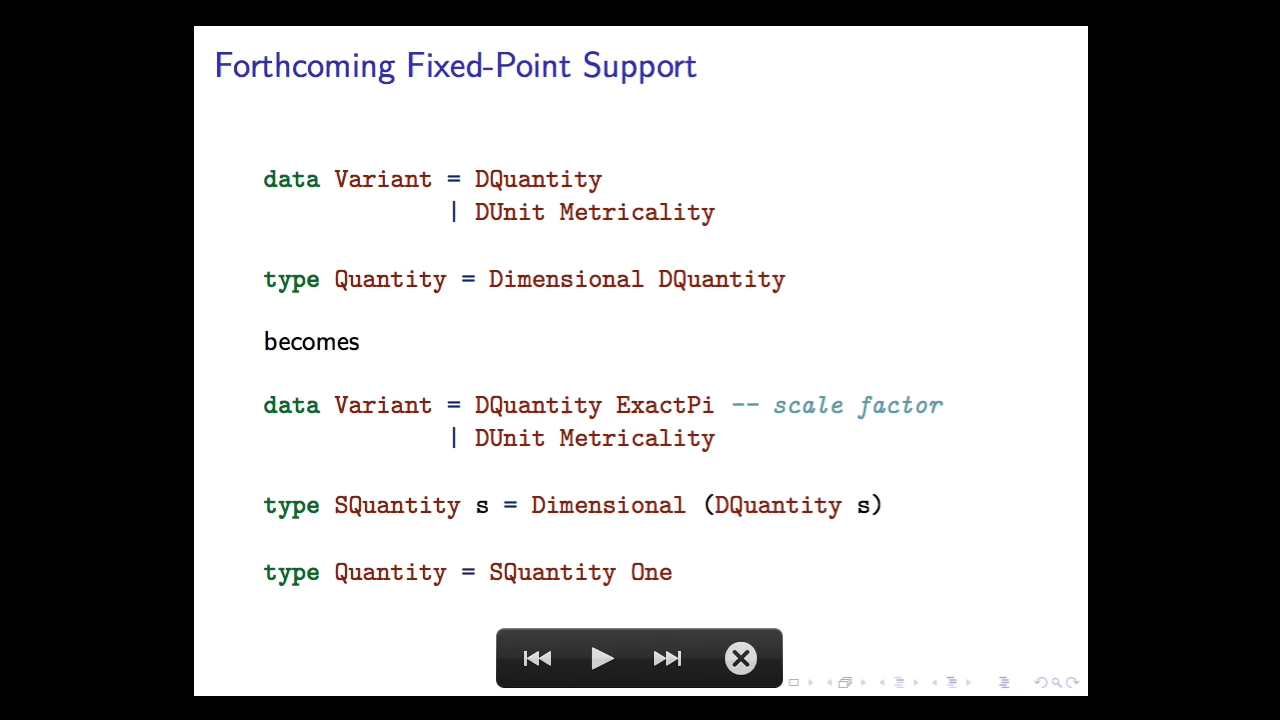 Forthcoming Fixed-Point Support
data Variant = DQuantity
| DUnit Metricality
type Quantity = Dimensional DQuantity
becomes
data Variant = DQuantity ExactPi -- scale factor
| DUnit Metricality
type SQuantity s = Dimensional (DQuantity s)
type Quantity = SQuantity One